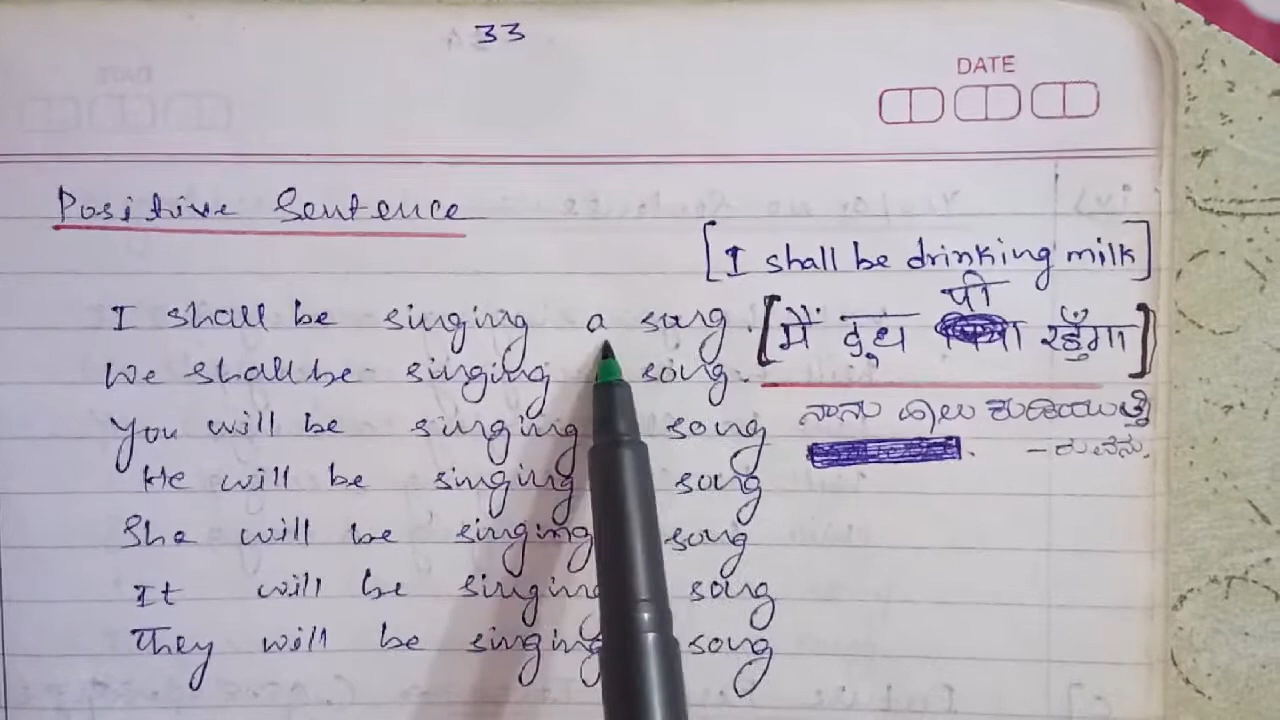 33
DATE
Positive Sentence
[I shall be drinking milk]
I shall be singing a song. [मैं दुध पी रहुँगा]
We shall be singing song.
ನಾನು ಹಾಲು ಕುಡಿಯುತ್ತಿ
You will be singing song
- ರುವೆನು.
He will be singing song
She will be singing song
It will be singing song
They will be singing song